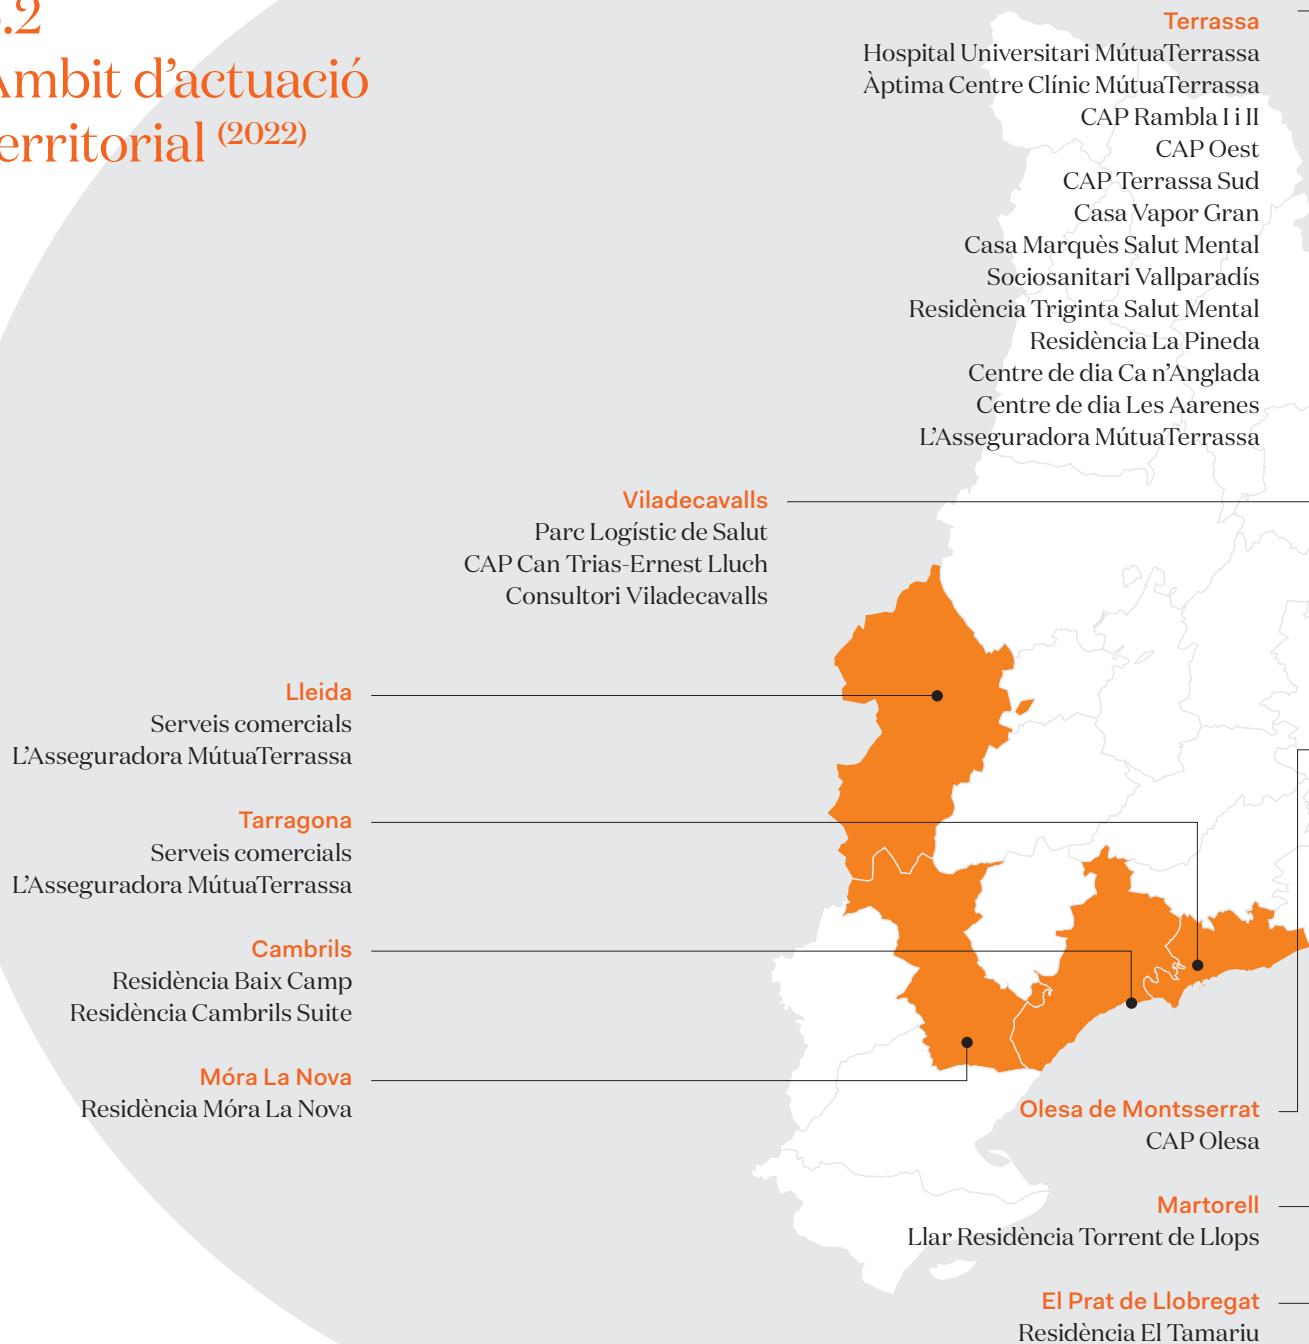 .2
Àmbit d'actuació
erritorial (2022)
Terrassa
Hospital Universitari MútuaTerrassa
Àptima Centre Clínic MútuaTerrassa
CAP Rambla I i II
CAP Oest
CAP Terrassa Sud
Casa Vapor Gran
Casa Marquès Salut Mental
Sociosanitari Vallparadís
Residència Triginta Salut Mental
Residència La Pineda
Centre de dia Ca n'Anglada
Centre de dia Les Aarenes
L'Asseguradora MútuaTerrassa
Viladecavalls
Parc Logístic de Salut
CAP Can Trias-Ernest Lluch
Consultori Viladecavalls
Lleida
Serveis comercials
L'Asseguradora MútuaTerrassa
Tarragona
Serveis comercials
L'Asseguradora MútuaTerrassa
Cambrils
Residència Baix Camp
Residència Cambrils Suite
Móra La Nova
Residència Móra La Nova
Olesa de Montsserrat
CAP Olesa
Martorell
Llar Residència Torrent de Llops
El Prat de Llobregat
Residència El Tamariu